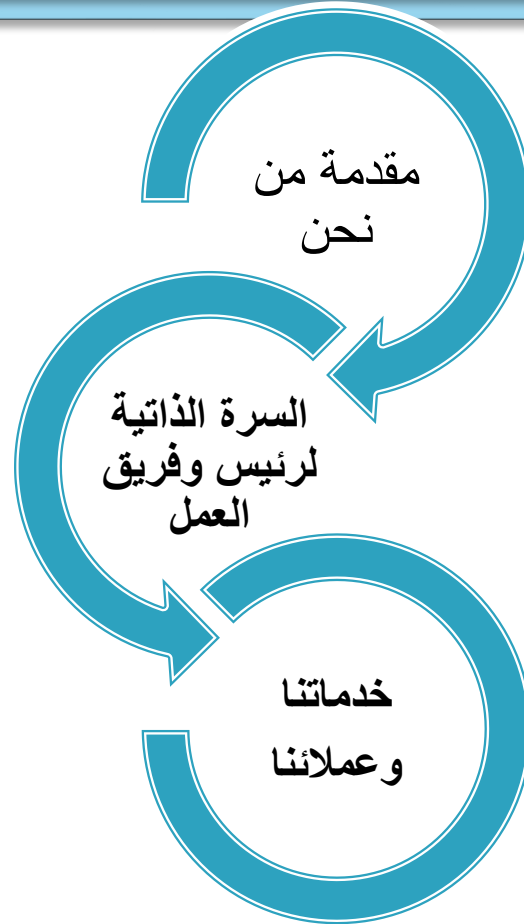 مقدمة من
نحن
السرة الذاتية
لرئيس وفريق
العمل
خدماتنا
وعملائنا